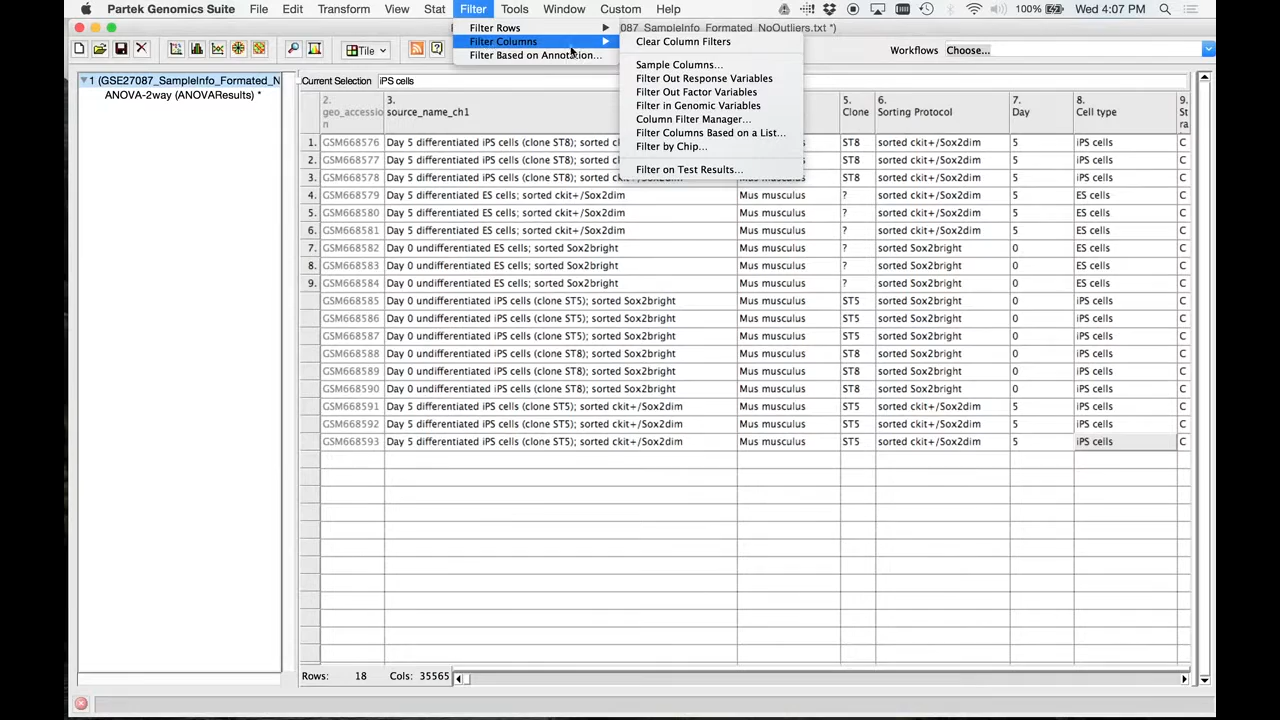 Partek Genomics Suite File Edit Transform View Stat Filter Tools Window Custom Help 100% Wed 4:07 PM
087_SampleInfo_Formated_NoOutliers.txt *)
Filter Rows
Filter Columns
Filter Based on Annotation...
Clear Column Filters
Sample Columns...
Filter Out Response Variables
Filter Out Factor Variables
Filter in Genomic Variables
Column Filter Manager...
Filter Columns Based on a List...
Filter by Chip...
Filter on Test Results...
Tile
Workflows Choose...
1 (GSE27087_SampleInfo_Formated_N
ANOVA-2way (ANOVAResults) *
Current Selection iPS cells
2. geo_accession
3. source_name_ch1
5. Clone
6. Sorting Protocol
7. Day
8. Cell type
9. Stra
1. GSM668576 Day 5 differentiated iPS cells (clone ST8) ST8 sorted ckit+/Sox2dim 5 iPS cells C
2. GSM668577 Day 5 differentiated iPS cells (clone ST8) ST8 sorted ckit+/Sox2dim 5 iPS cells C
3. GSM668578 Day 5 differentiated iPS cells (clone ST8); sorted ckit+/Sox2dim Mus musculus ST8 sorted ckit+/Sox2dim 5 iPS cells C
4. GSM668579 Day 5 differentiated ES cells; sorted ckit+/Sox2dim Mus musculus ? sorted ckit+/Sox2dim 5 ES cells C
5. GSM668580 Day 5 differentiated ES cells; sorted ckit+/Sox2dim Mus musculus ? sorted ckit+/Sox2dim 5 ES cells C
6. GSM668581 Day 5 differentiated ES cells; sorted ckit+/Sox2dim Mus musculus ? sorted ckit+/Sox2dim 5 ES cells C
7. GSM668582 Day 0 undifferentiated ES cells; sorted Sox2bright Mus musculus ? sorted Sox2bright 0 ES cells C
8. GSM668583 Day 0 undifferentiated ES cells; sorted Sox2bright Mus musculus ? sorted Sox2bright 0 ES cells C
9. GSM668584 Day 0 undifferentiated ES cells; sorted Sox2bright Mus musculus ? sorted Sox2bright 0 ES cells C
GSM668585 Day 0 undifferentiated iPS cells (clone ST5); sorted Sox2bright Mus musculus ST5 sorted Sox2bright 0 iPS cells C
GSM668586 Day 0 undifferentiated iPS cells (clone ST5); sorted Sox2bright Mus musculus ST5 sorted Sox2bright 0 iPS cells C
GSM668587 Day 0 undifferentiated iPS cells (clone ST5); sorted Sox2bright Mus musculus ST5 sorted Sox2bright 0 iPS cells C
GSM668588 Day 0 undifferentiated iPS cells (clone ST8); sorted Sox2bright Mus musculus ST8 sorted Sox2bright 0 iPS cells C
GSM668589 Day 0 undifferentiated iPS cells (clone ST8); sorted Sox2bright Mus musculus ST8 sorted Sox2bright 0 iPS cells C
GSM668590 Day 0 undifferentiated iPS cells (clone ST8); sorted Sox2bright Mus musculus ST8 sorted Sox2bright 0 iPS cells C
GSM668591 Day 5 differentiated iPS cells (clone ST5); sorted ckit+/Sox2dim Mus musculus ST5 sorted ckit+/Sox2dim 5 iPS cells C
GSM668592 Day 5 differentiated iPS cells (clone ST5); sorted ckit+/Sox2dim Mus musculus ST5 sorted ckit+/Sox2dim 5 iPS cells C
GSM668593 Day 5 differentiated iPS cells (clone ST5); sorted ckit+/Sox2dim Mus musculus ST5 sorted ckit+/Sox2dim 5 iPS cells C
Rows: 18 Cols: 35565